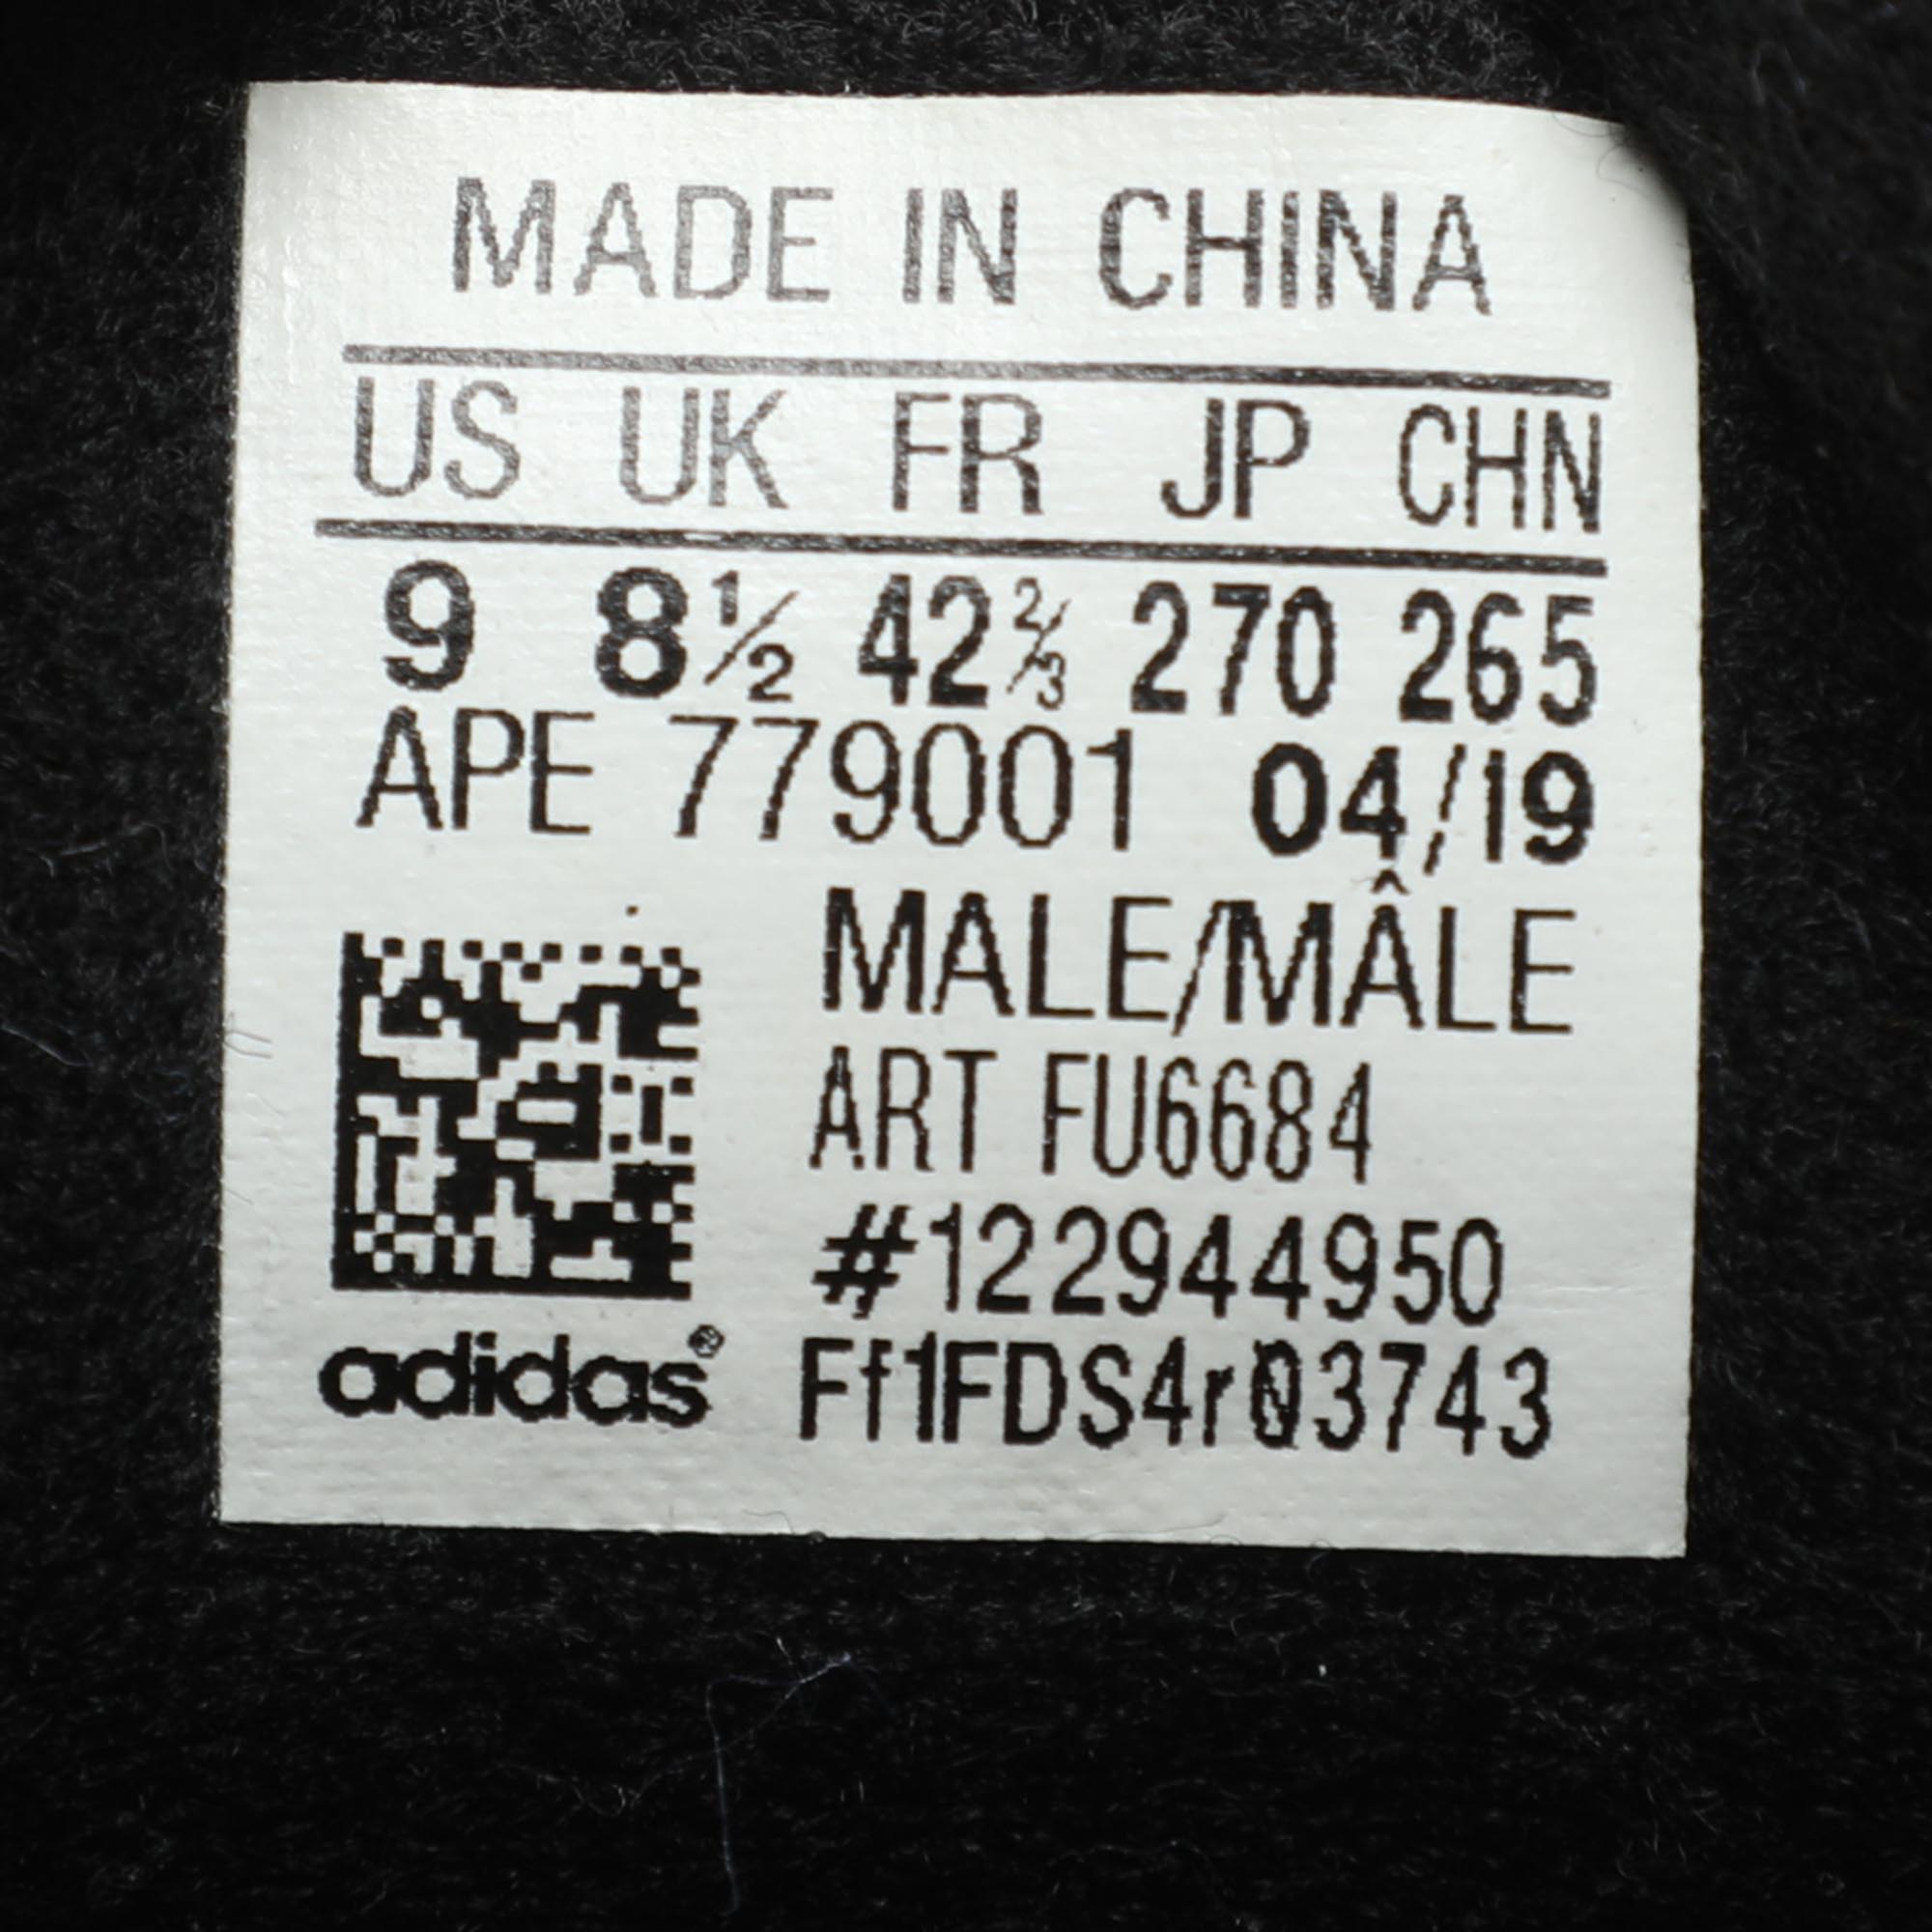 MADE IN CHINA
US UK FR JP CHN
9 8½ 42⅔ 270 265
APE 779001 04/19
MALE/MÂLE
ART FU6684
#122944950
adidas® Ff1FDS4r03743